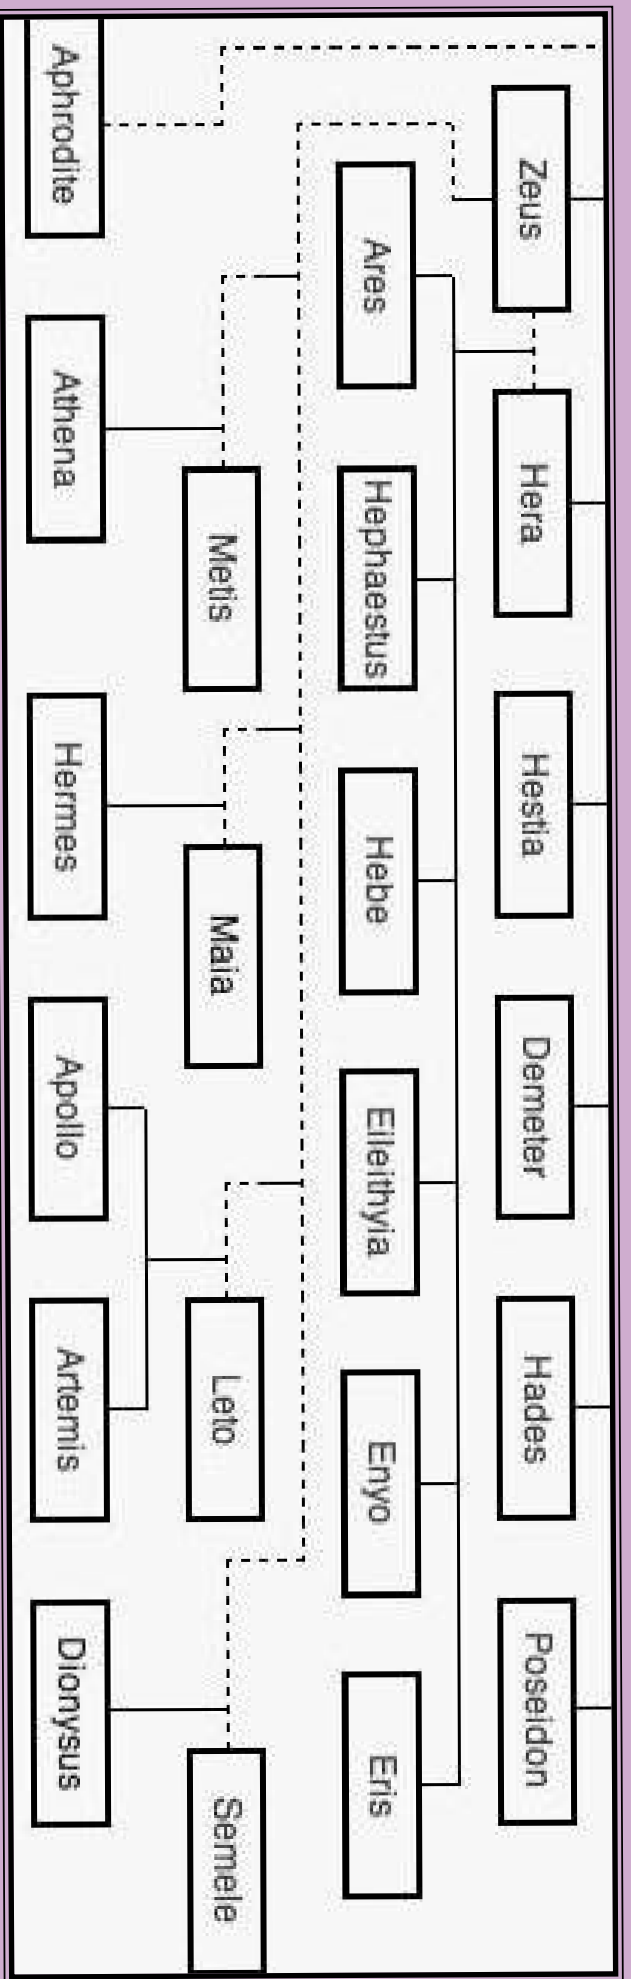 Zeus
Hera
Hestia
Demeter
Hades
Poseidon
Ares
Hephaestus
Hebe
Eileithyia
Enyo
Eris
Metis
Maia
Leto
Semele
Aphrodite
Athena
Hermes
Apollo
Artemis
Dionysus